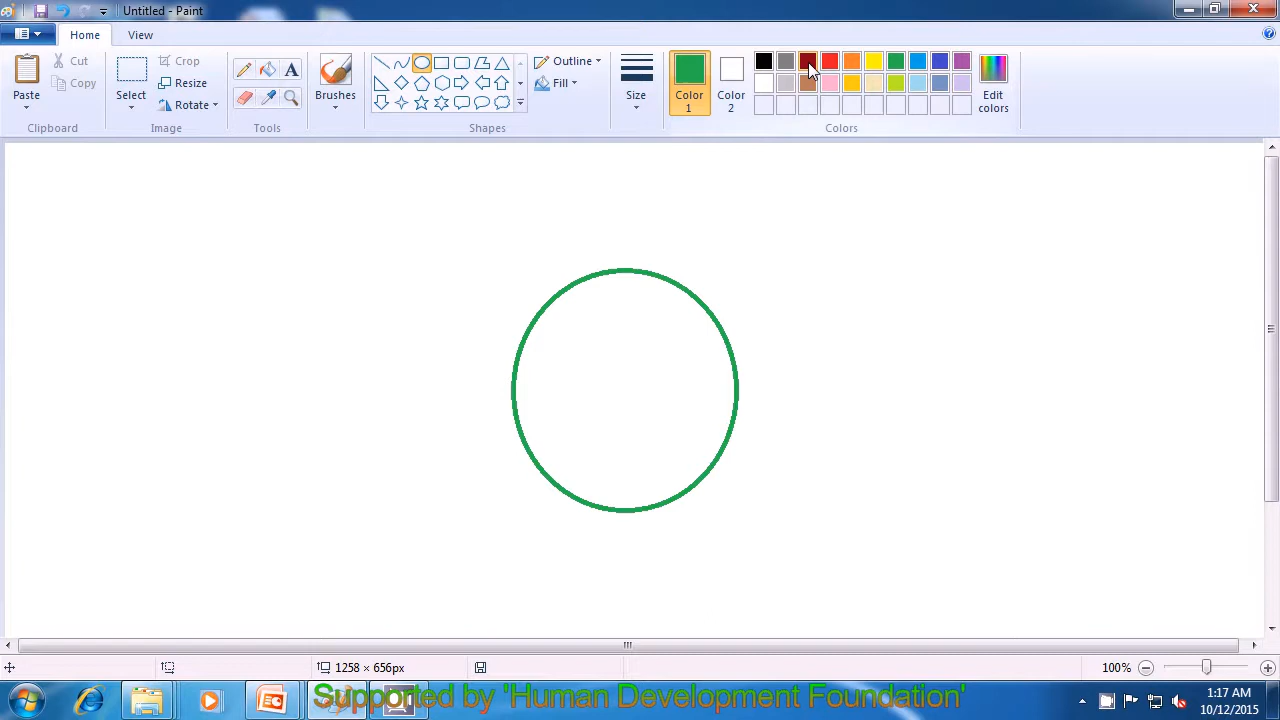 Untitled - Paint
Home
View
Paste
Cut
Copy
Clipboard
Select
Crop
Resize
Rotate
Image
Tools
Brushes
Outline
Fill
Shapes
Size
Color 1
Color 2
Edit colors
Colors
1258 × 656px
100%
Supported by 'Human Development Foundation'
1:17 AM
10/12/2015